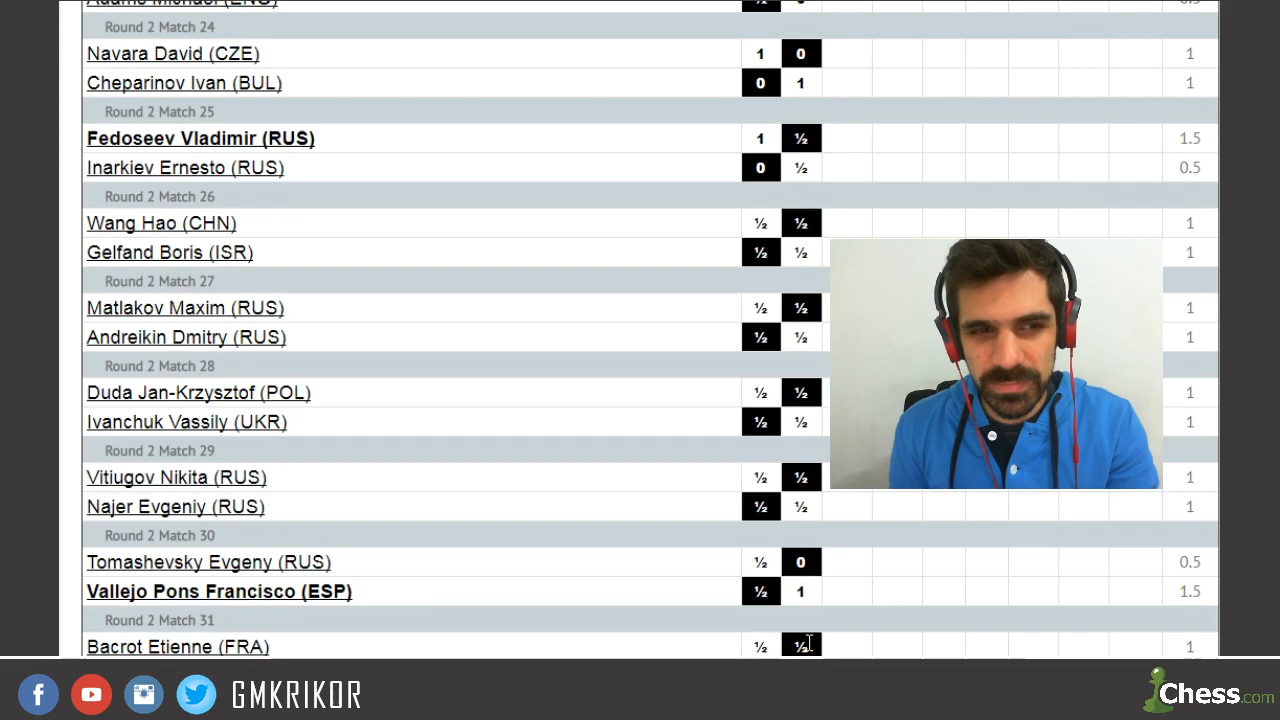 Adams Michael (ENG) ½ 0 0.5
Round 2 Match 24
Navara David (CZE) 1 0 1
Cheparinov Ivan (BUL) 0 1 1
Round 2 Match 25
Fedoseev Vladimir (RUS) 1 ½ 1.5
Inarkiev Ernesto (RUS) 0 ½ 0.5
Round 2 Match 26
Wang Hao (CHN) ½ ½ 1
Gelfand Boris (ISR) ½ ½ 1
Round 2 Match 27
Matlakov Maxim (RUS) ½ ½ 1
Andreikin Dmitry (RUS) ½ ½ 1
Round 2 Match 28
Duda Jan-Krzysztof (POL) ½ ½ 1
Ivanchuk Vassily (UKR) ½ ½ 1
Round 2 Match 29
Vitiugov Nikita (RUS) ½ ½ 1
Najer Evgeniy (RUS) ½ ½ 1
Round 2 Match 30
Tomashevsky Evgeny (RUS) ½ 0 0.5
Vallejo Pons Francisco (ESP) ½ 1 1.5
Round 2 Match 31
Bacrot Etienne (FRA) ½ ½ 1
GMKRIKOR
Chess.com